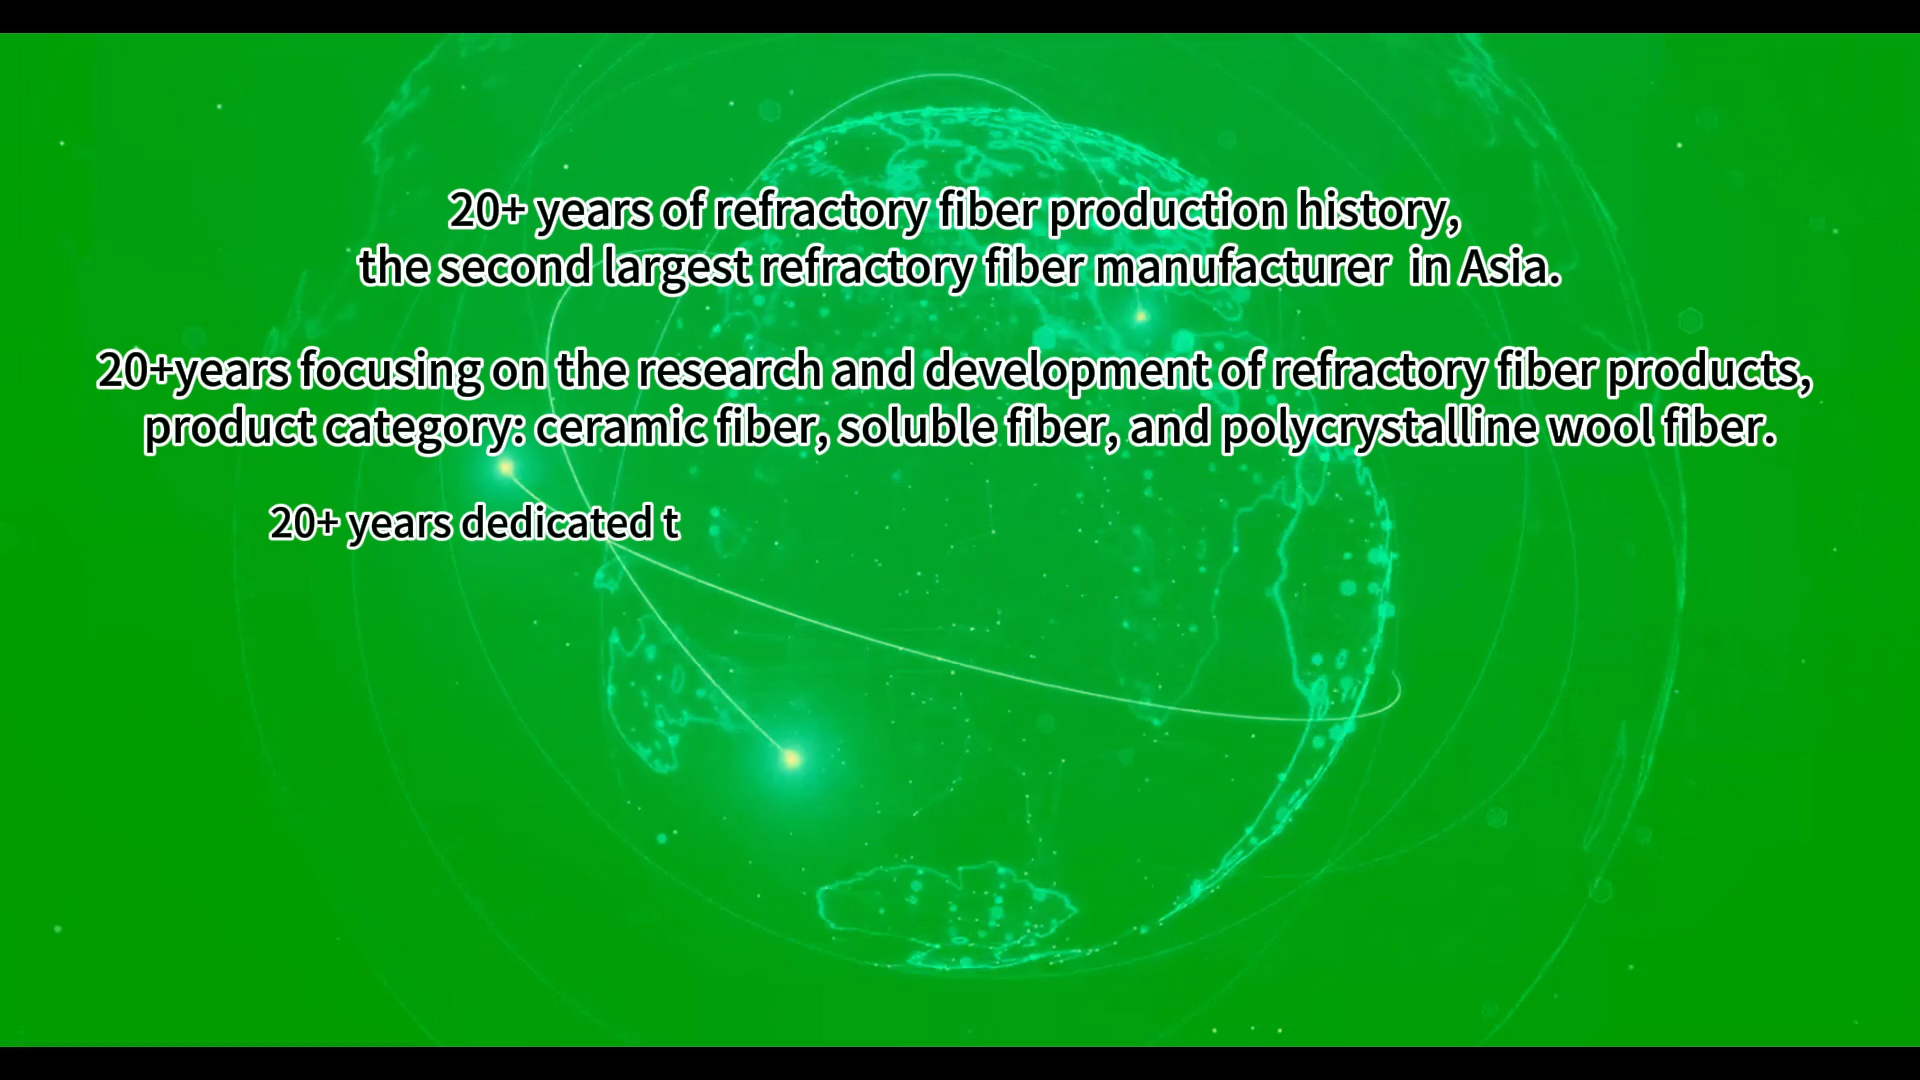 20+ years of refractory fiber production history,
the second largest refractory fiber manufacturer  in Asia.
20+years focusing on the research and development of refractory fiber products,
product category: ceramic fiber, soluble fiber, and polycrystalline wool fiber.
20+ years dedicated t